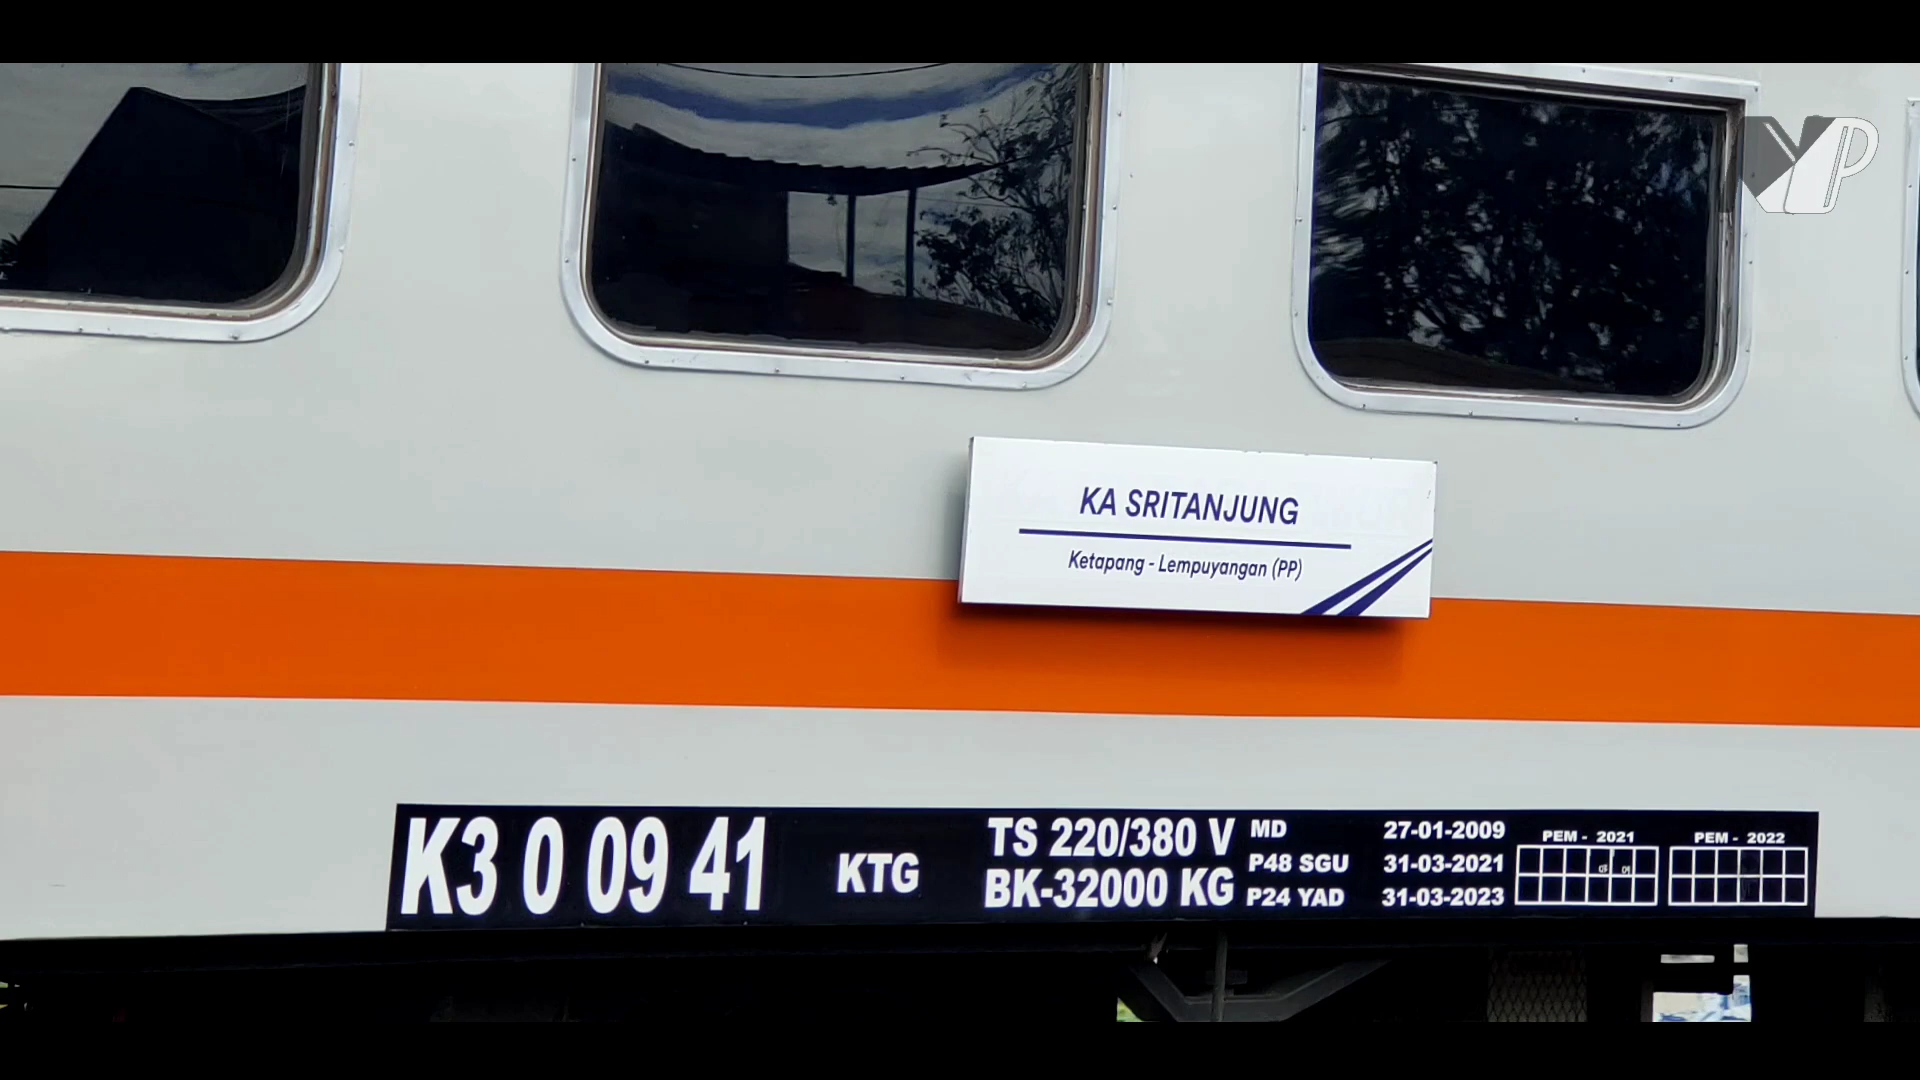 YP
KA SRITANJUNG
Ketapang - Lempuyangan (PP)
K3 0 09 41
KTG
TS 220/380 V
BK-32000 KG
MD 27-01-2009
P48 SGU 31-03-2021
P24 YAD 31-03-2023
PEM - 2021
PEM - 2022